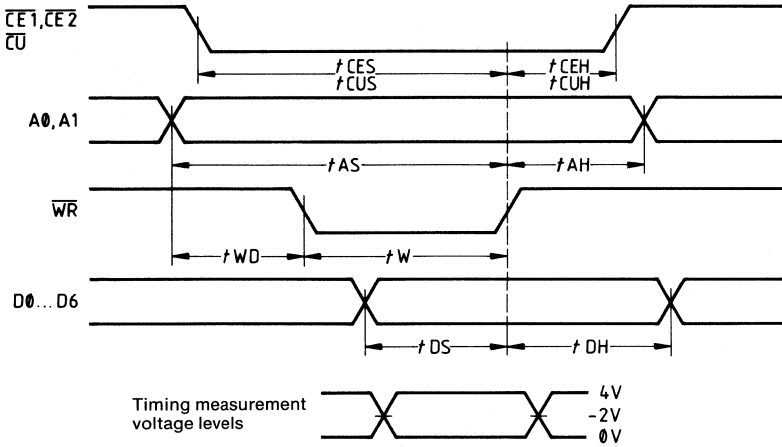 CE1,CE2
CU
tCES
tCUS
tCEH
tCUH
A0,A1
tAS
tAH
WR
tWD
tW
D0...D6
tDS
tDH
Timing measurement
voltage levels
4V
-2V
0V